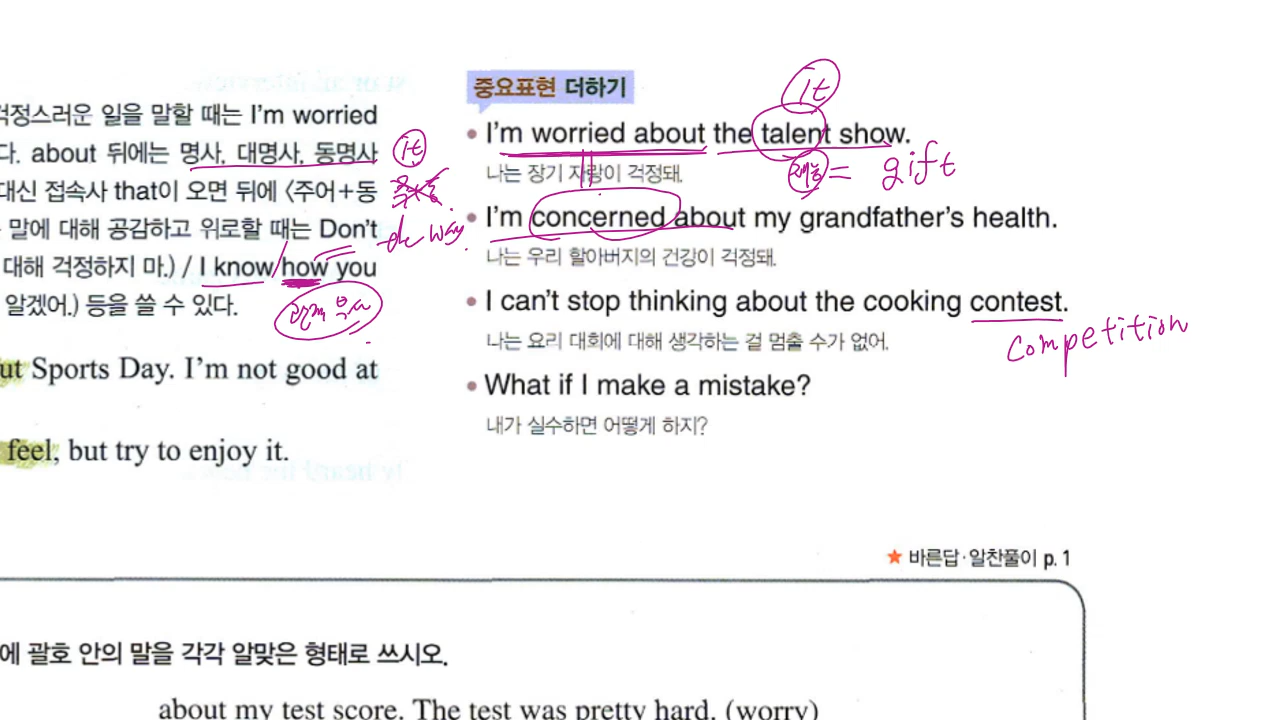 걱정스러운 일을 말할 때는 I'm worried
다. about 뒤에는 명사, 대명사, 동명사
대신 접속사 that이 오면 뒤에 〈주어+동
말에 대해 공감하고 위로할 때는 Don't
대해 걱정하지 마.) / I know how you
알겠어.) 등을 쓸 수 있다.
ut Sports Day. I'm not good at
feel, but try to enjoy it.
it
the way
관계부사
중요표현 더하기
it
• I'm worried about the talent show.
나는 장기 자랑이 걱정돼.
재능 = gift
• I'm concerned about my grandfather's health.
나는 우리 할아버지의 건강이 걱정돼.
• I can't stop thinking about the cooking contest.
나는 요리 대회에 대해 생각하는 걸 멈출 수가 없어.
competition
• What if I make a mistake?
내가 실수하면 어떻게 하지?
★ 바른답·알찬풀이 p. 1
에 괄호 안의 말을 각각 알맞은 형태로 쓰시오.
about my test score. The test was pretty hard. (worry)